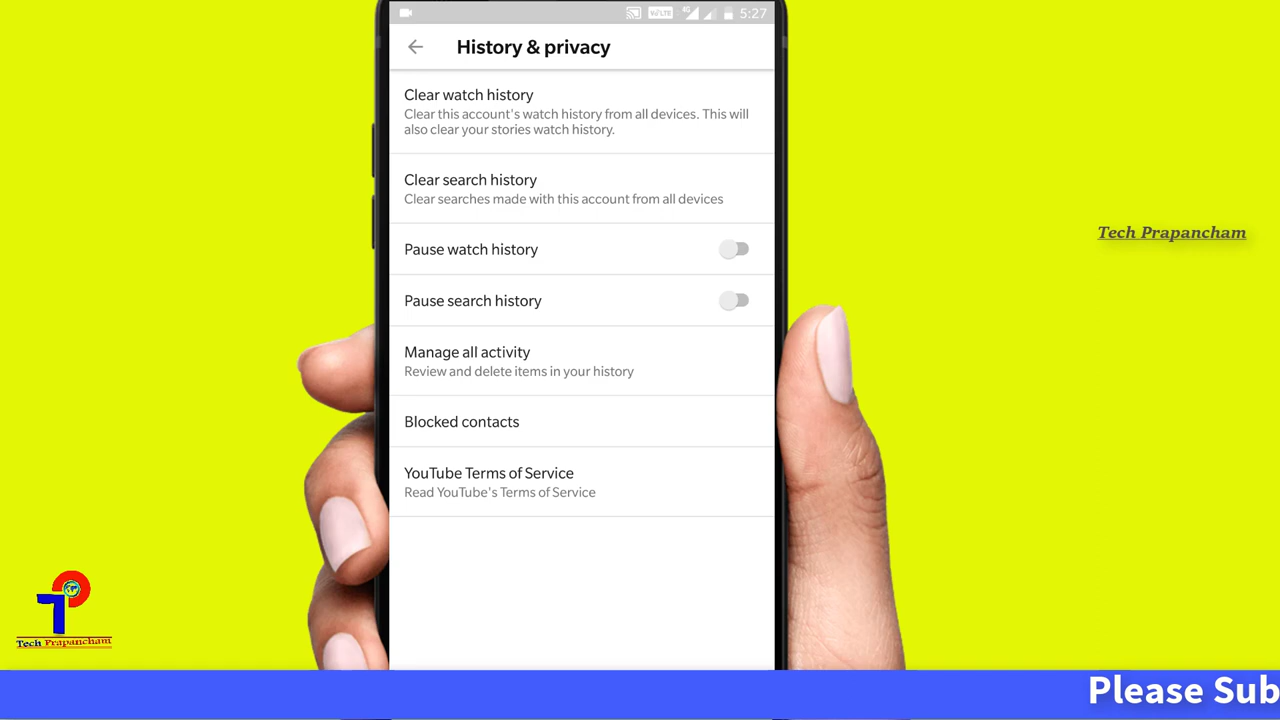 VoLTE 4G 5:27
History & privacy
Clear watch history
Clear this account's watch history from all devices. This will
also clear your stories watch history.
Clear search history
Clear searches made with this account from all devices
Pause watch history
Pause search history
Manage all activity
Review and delete items in your history
Blocked contacts
YouTube Terms of Service
Read YouTube's Terms of Service
Tech Prapancham
TP
Tech Prapancham
Please Sub